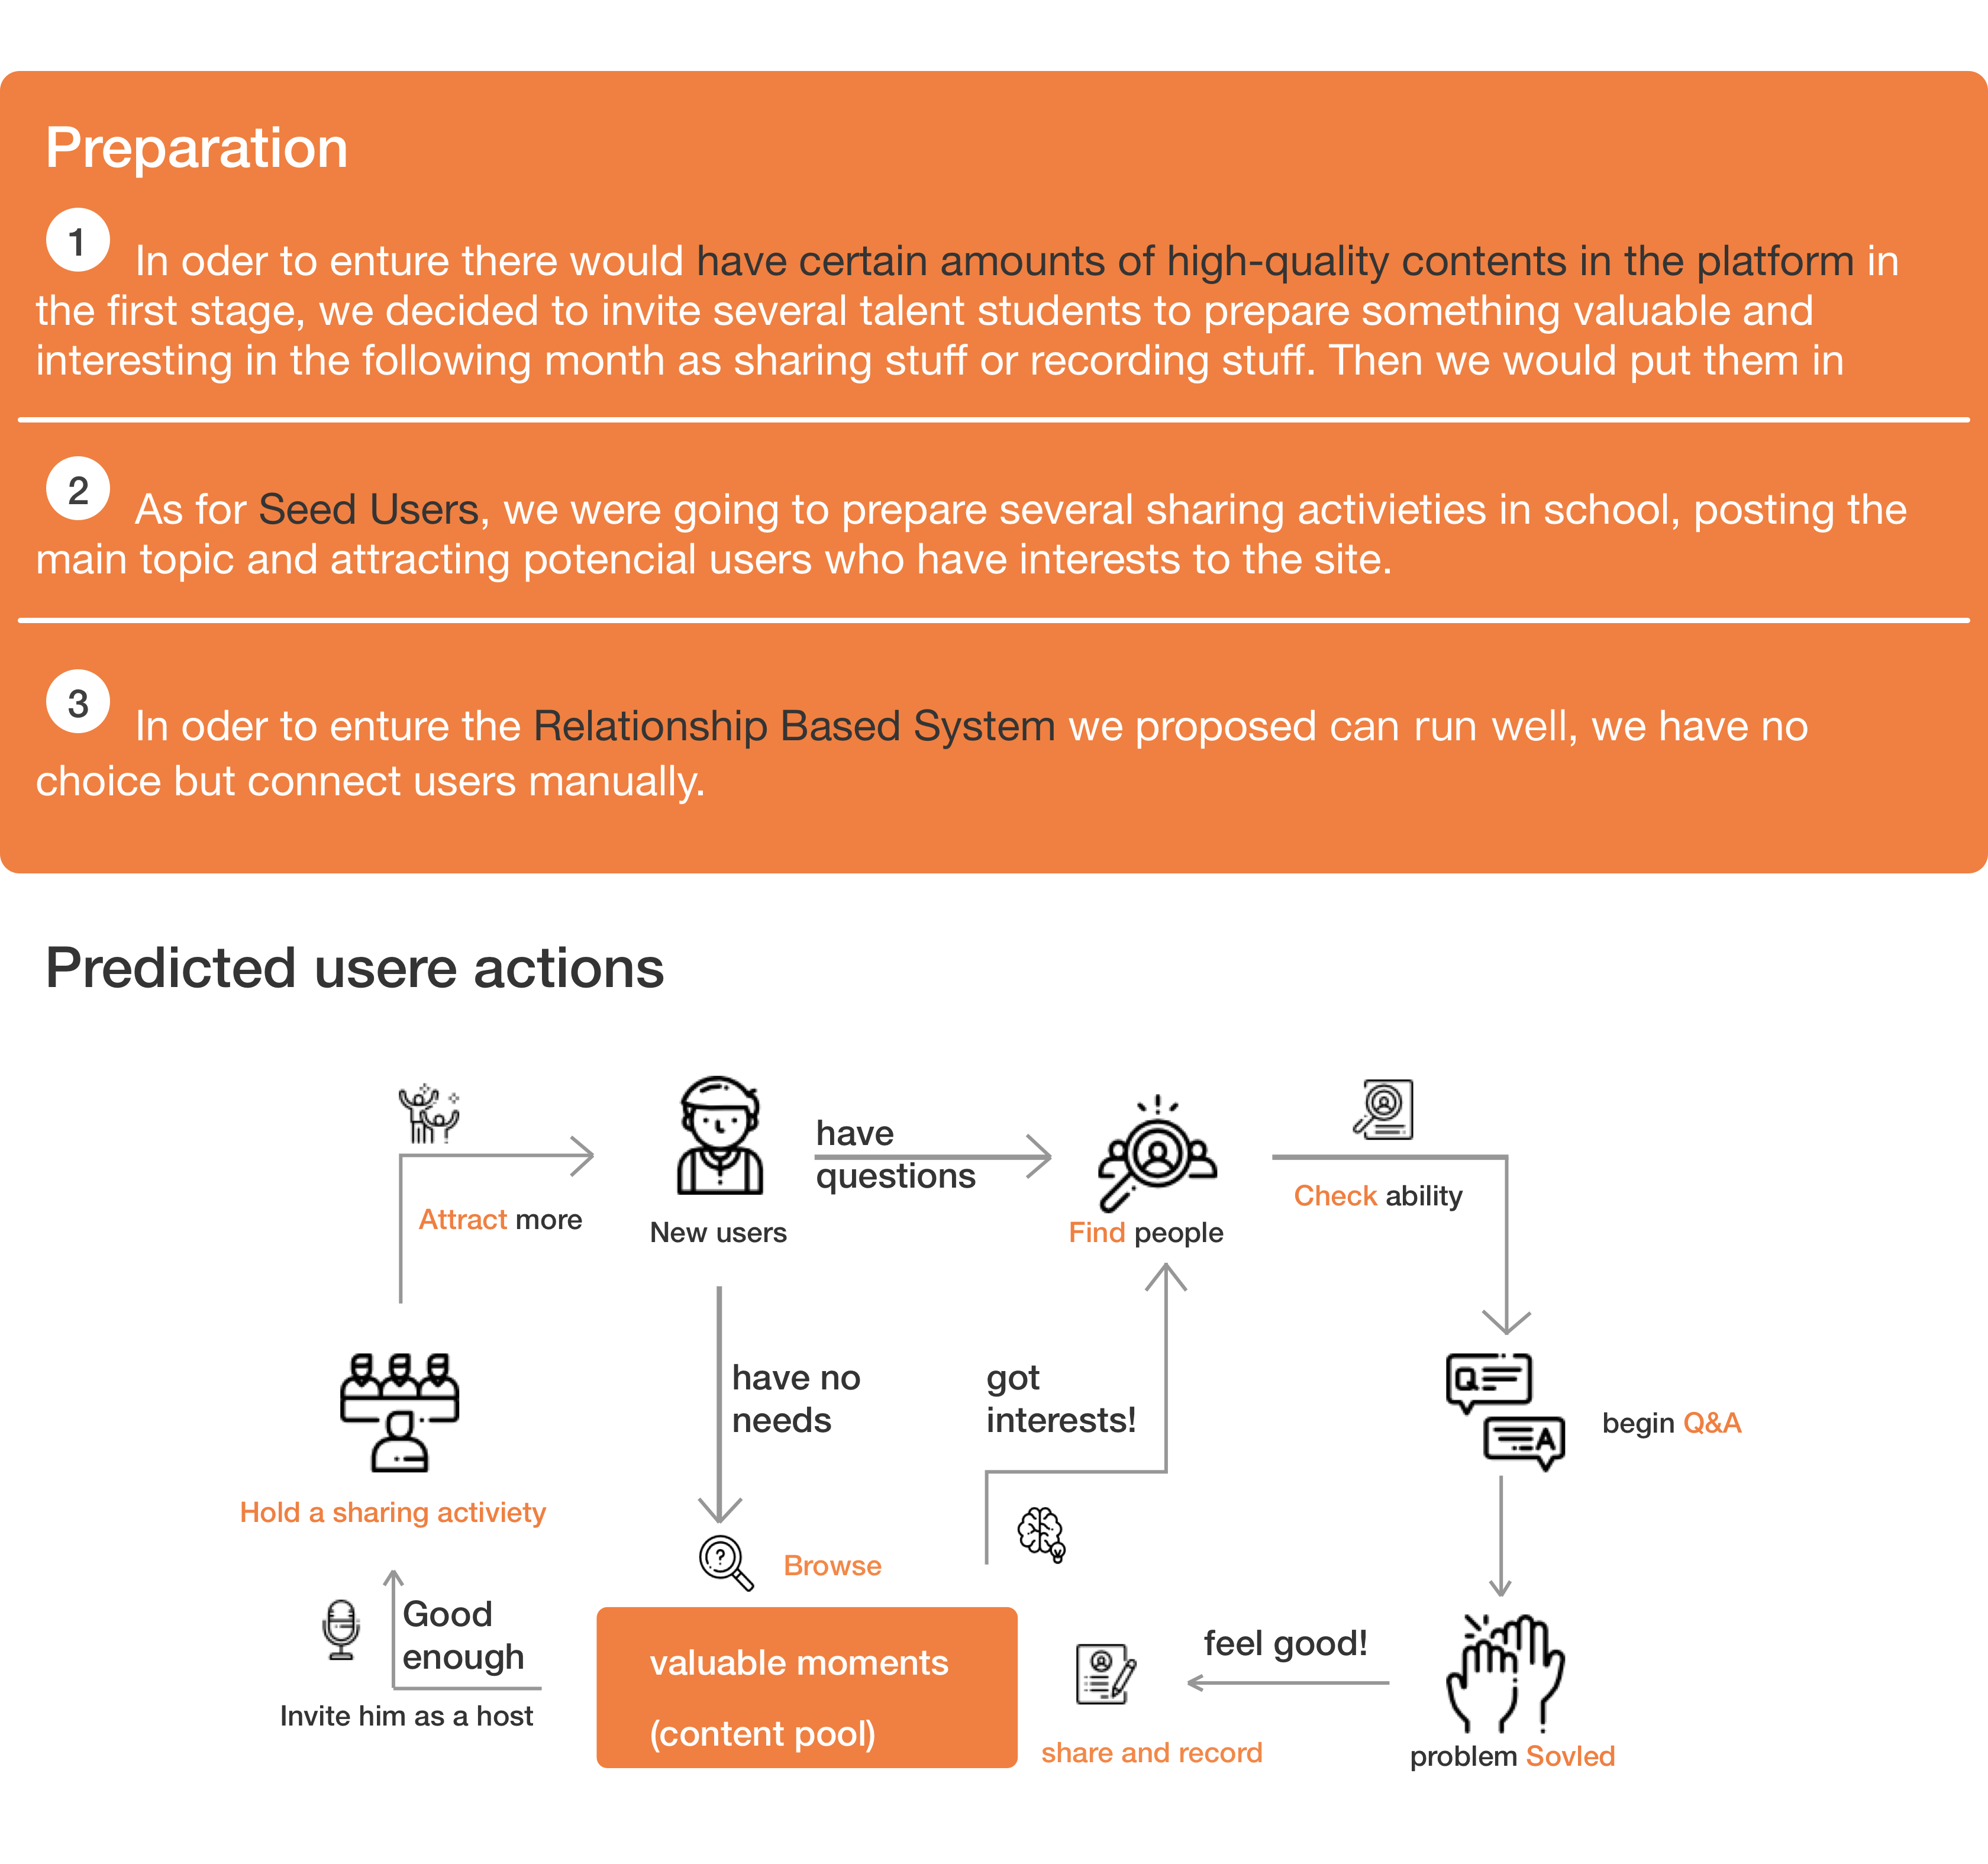 Preparation
1
In oder to enture there would have certain amounts of high-quality contents in the platform in
the first stage, we decided to invite several talent students to prepare something valuable and
interesting in the following month as sharing stuff or recording stuff. Then we would put them in
2
As for Seed Users, we were going to prepare several sharing activieties in school, posting the
main topic and attracting potencial users who have interests to the site.
3
In oder to enture the Relationship Based System we proposed can run well, we have no
choice but connect users manually.
Predicted usere actions
have
questions
Attract more
New users
Find people
Check ability
have no
needs
got
interests!
Q
A
begin Q&A
Hold a sharing activiety
?
Browse
Good
enough
Invite him as a host
valuable moments
(content pool)
feel good!
share and record
problem Sovled